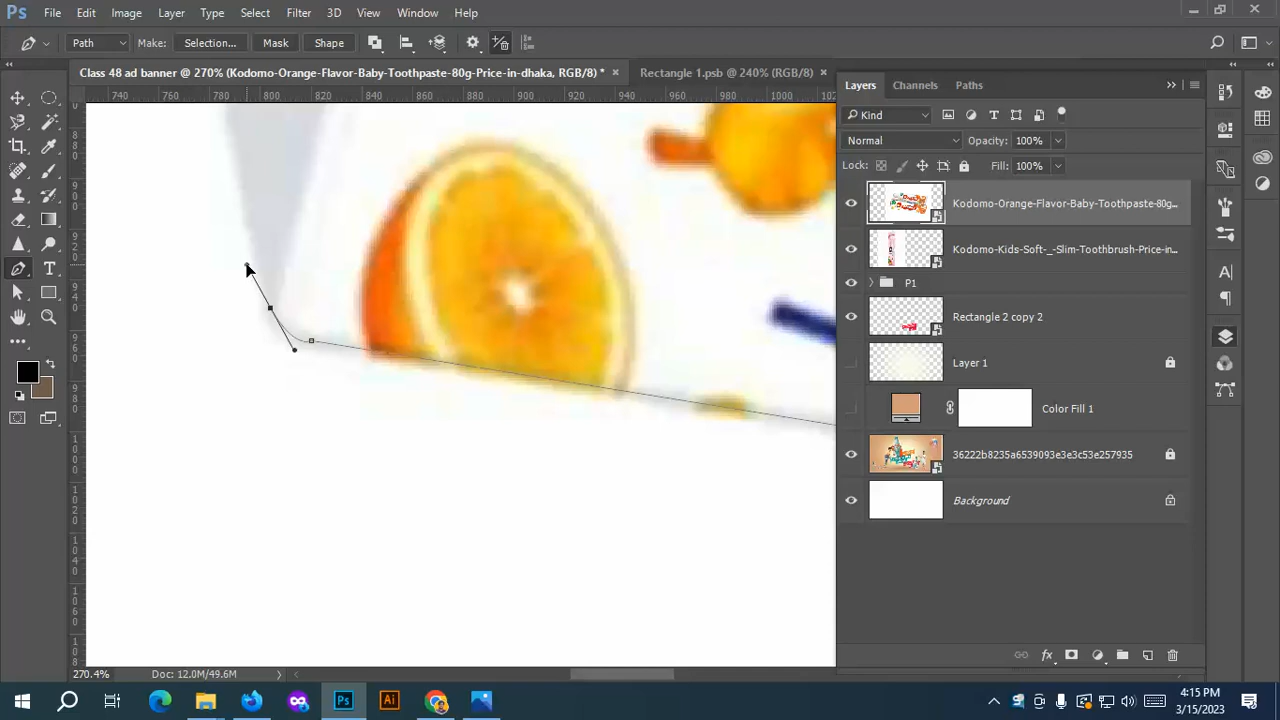 Ps File Edit Image Layer Type Select Filter 3D View Window Help
Path Make: Selection... Mask Shape
Class 48 ad banner @ 270% (Kodomo-Orange-Flavor-Baby-Toothpaste-80g-Price-in-dhaka, RGB/8) * × Rectangle 1.psb @ 240% (RGB/8) ×
740 760 780 800 820 840 860 880 900 920 940 960 980 1000 102
Layers Channels Paths
Kind
Normal Opacity: 100%
Lock: Fill: 100%
Kodomo-Orange-Flavor-Baby-Toothpaste-80g...
Kodomo-Kids-Soft-_-Slim-Toothbrush-Price-in...
P1
Rectangle 2 copy 2
Layer 1
Color Fill 1
36222b8235a6539093e3e3c53e257935
Background
T
fx
270.4% Doc: 12.0M/49.6M
Ps Ai
4:15 PM
3/15/2023